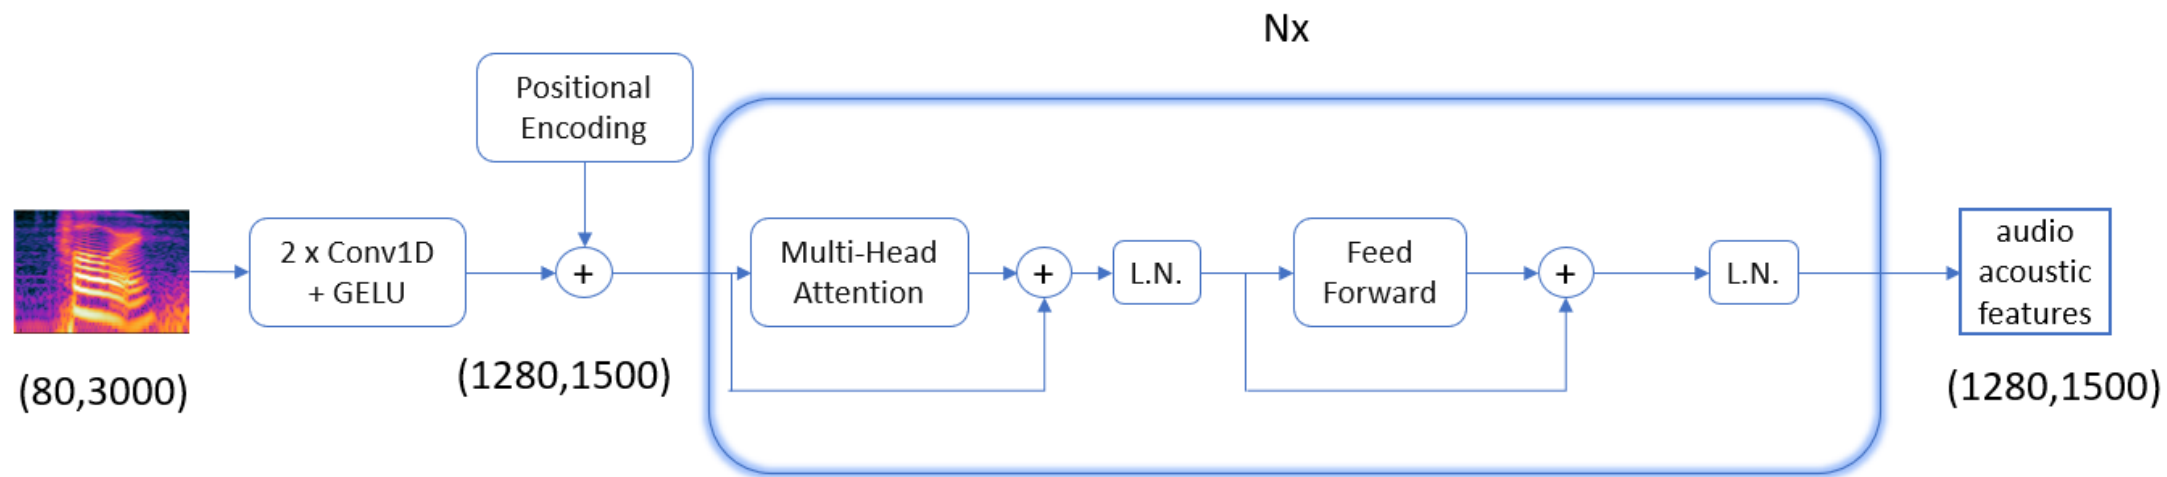 Nx
Positional
Encoding
2 x Conv1D
+ GELU
+
Multi-Head
Attention
+
L.N.
Feed
Forward
+
L.N.
audio
acoustic
features
(80,3000)
(1280,1500)
(1280,1500)